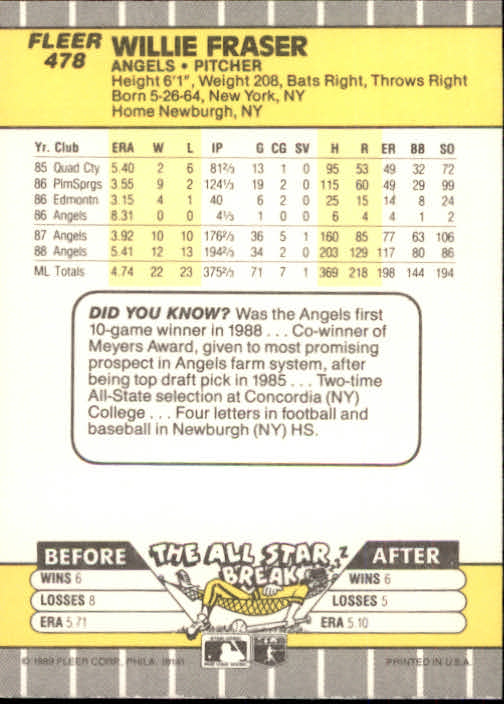 FLEER
478
WILLIE FRASER
ANGELS • PITCHER
Height 6'1", Weight 208, Bats Right, Throws Right
Born 5-26-64, New York, NY
Home Newburgh, NY
Yr. Club ERA W L IP G CG SV H R ER BB SO
85 Quad Cty 5.40 2 6 81⅔ 13 1 0 95 53 49 32 72
86 PlmSprgs 3.55 9 2 124⅓ 19 2 0 115 60 49 29 99
86 Edmontn 3.15 4 1 40 6 2 0 25 15 14 8 24
86 Angels 8.31 0 0 4⅓ 1 0 0 6 4 4 1 2
87 Angels 3.92 10 10 176⅔ 36 5 1 160 85 77 63 106
88 Angels 5.41 12 13 194⅔ 34 2 0 203 129 117 80 86
ML Totals 4.74 22 23 375⅔ 71 7 1 369 218 198 144 194
DID YOU KNOW? Was the Angels first
10-game winner in 1988 . . . Co-winner of
Meyers Award, given to most promising
prospect in Angels farm system, after
being top draft pick in 1985 . . . Two-time
All-State selection at Concordia (NY)
College . . . Four letters in football and
baseball in Newburgh (NY) HS.
BEFORE THE ALL STAR BREAK ZZZ AFTER
WINS 6 WINS 6
LOSSES 8 LOSSES 5
ERA 5.71 ERA 5.10
© 1989 FLEER CORP., PHILA. 19141 PRINTED IN U.S.A.